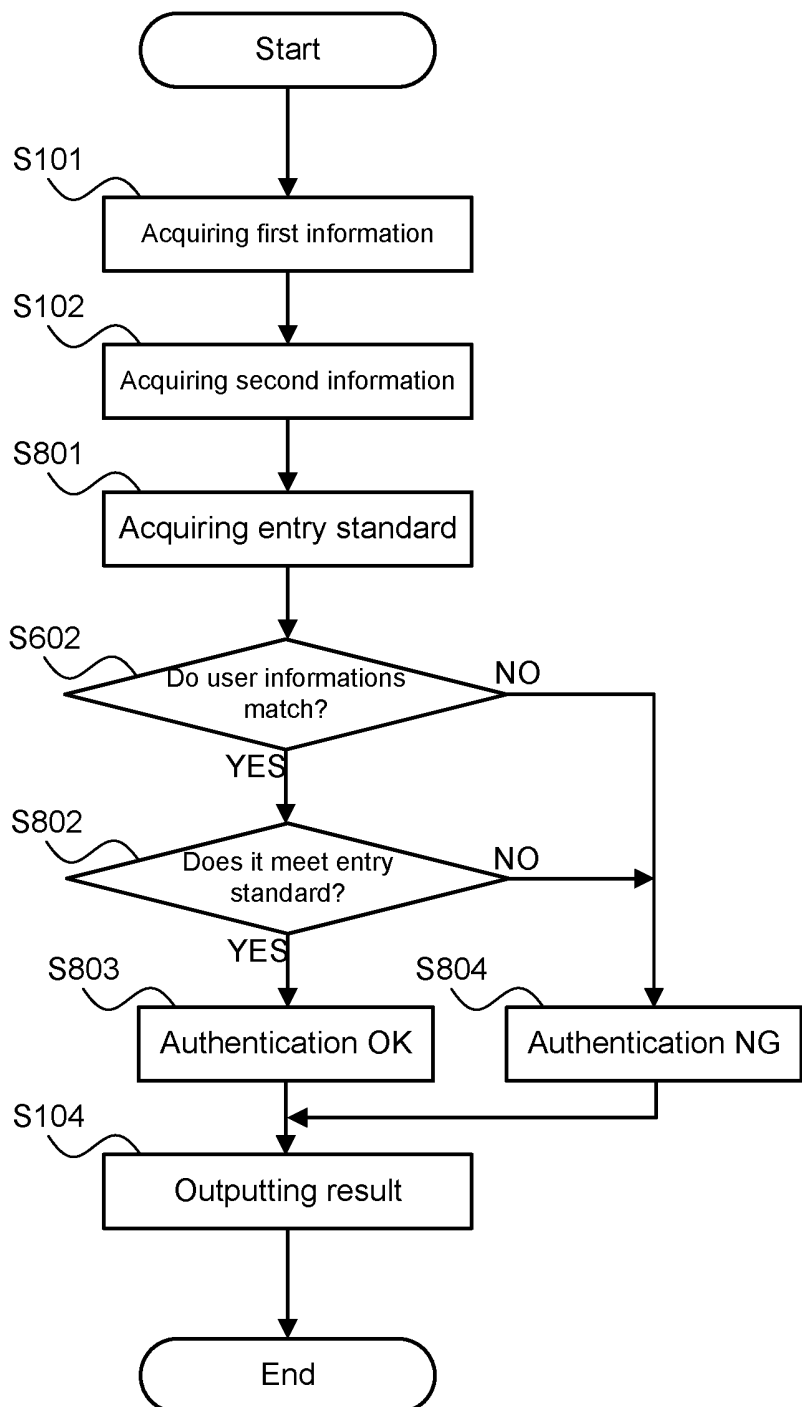 Start
S101
Acquiring first information
S102
Acquiring second information
S801
Acquiring entry standard
S602
Do user informations
match?
NO
YES
S802
Does it meet entry
standard?
NO
YES
S803
Authentication OK
S804
Authentication NG
S104
Outputting result
End